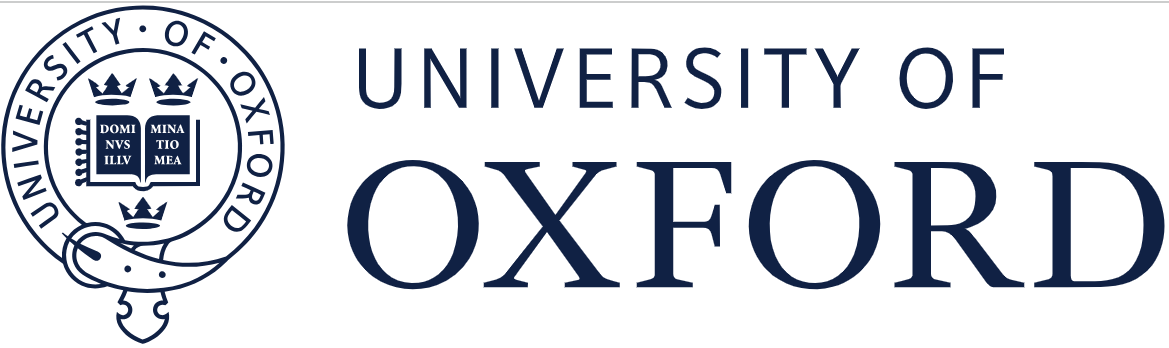 UNIVERSITY · OF · OXFORD
DOMI
NVS
ILLV
MINA
TIO
MEA
UNIVERSITY OF
OXFORD